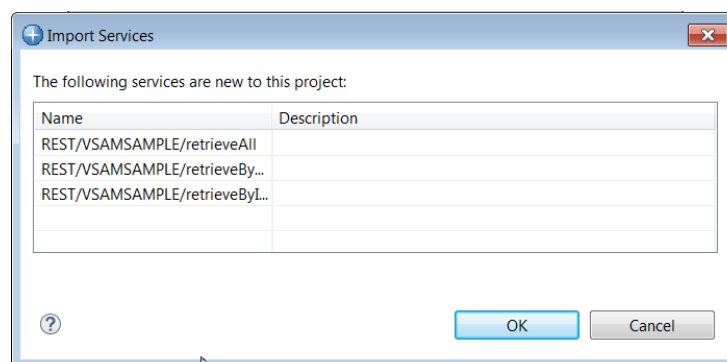 Import Services
The following services are new to this project:
Name Description
REST/VSAMSAMPLE/retrieveAll
REST/VSAMSAMPLE/retrieveBy...
REST/VSAMSAMPLE/retrieveByI...
?
OK Cancel